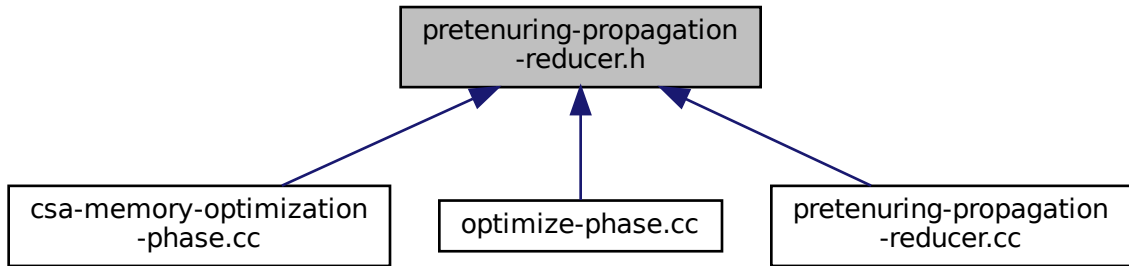 pretenuring-propagation
-reducer.h
csa-memory-optimization
-phase.cc
optimize-phase.cc
pretenuring-propagation
-reducer.cc